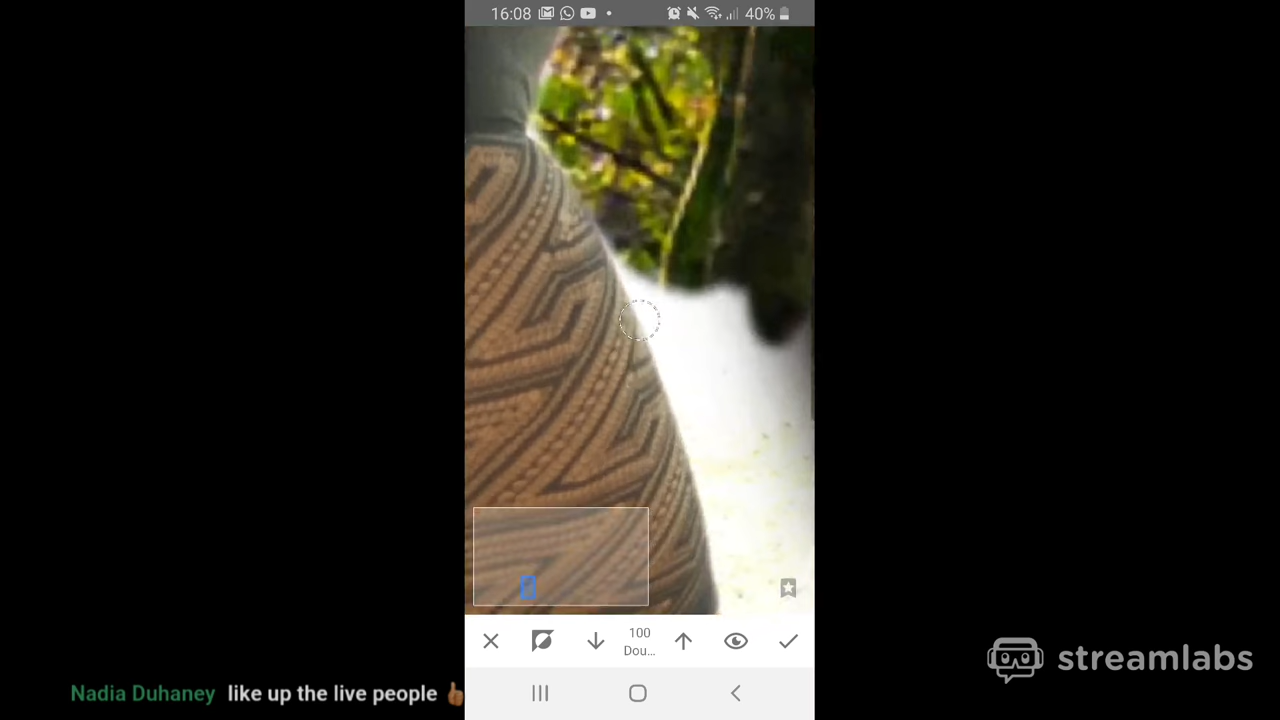 16:08
40%
100
Dou...
Nadia Duhaney like up the live people 👍🏾
streamlabs